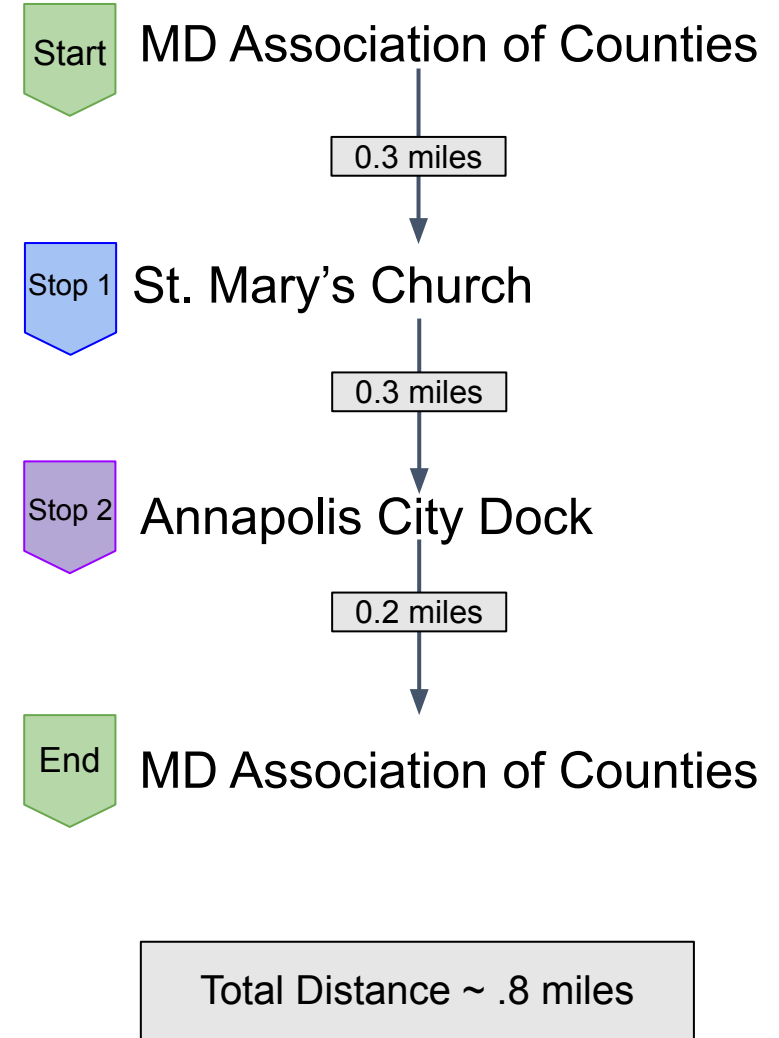 Start
MD Association of Counties
0.3 miles
Stop 1
St. Mary’s Church
0.3 miles
Stop 2
Annapolis City Dock
0.2 miles
End
MD Association of Counties
Total Distance ~ .8 miles